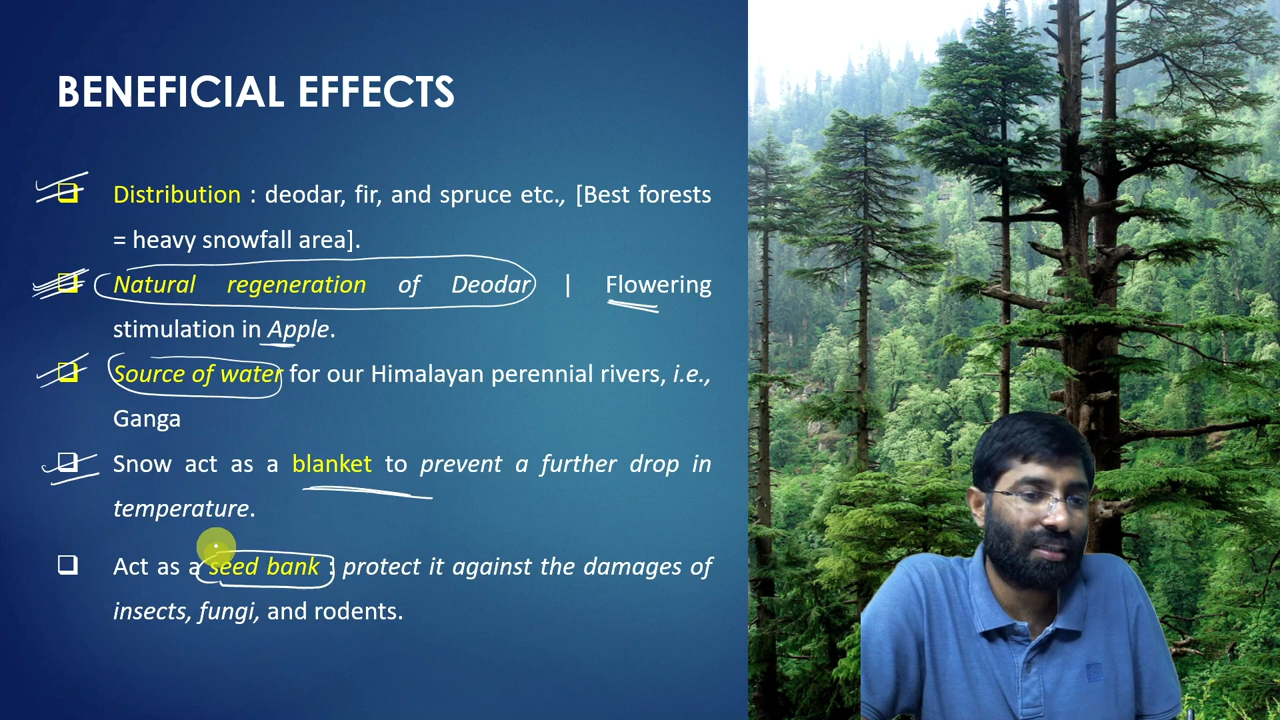 BENEFICIAL EFFECTS
❑ Distribution : deodar, fir, and spruce etc., [Best forests
= heavy snowfall area].
❑ Natural regeneration of Deodar | Flowering
stimulation in Apple.
❑ Source of water for our Himalayan perennial rivers, i.e.,
Ganga
❑ Snow act as a blanket to prevent a further drop in
temperature.
❑ Act as a seed bank : protect it against the damages of
insects, fungi, and rodents.